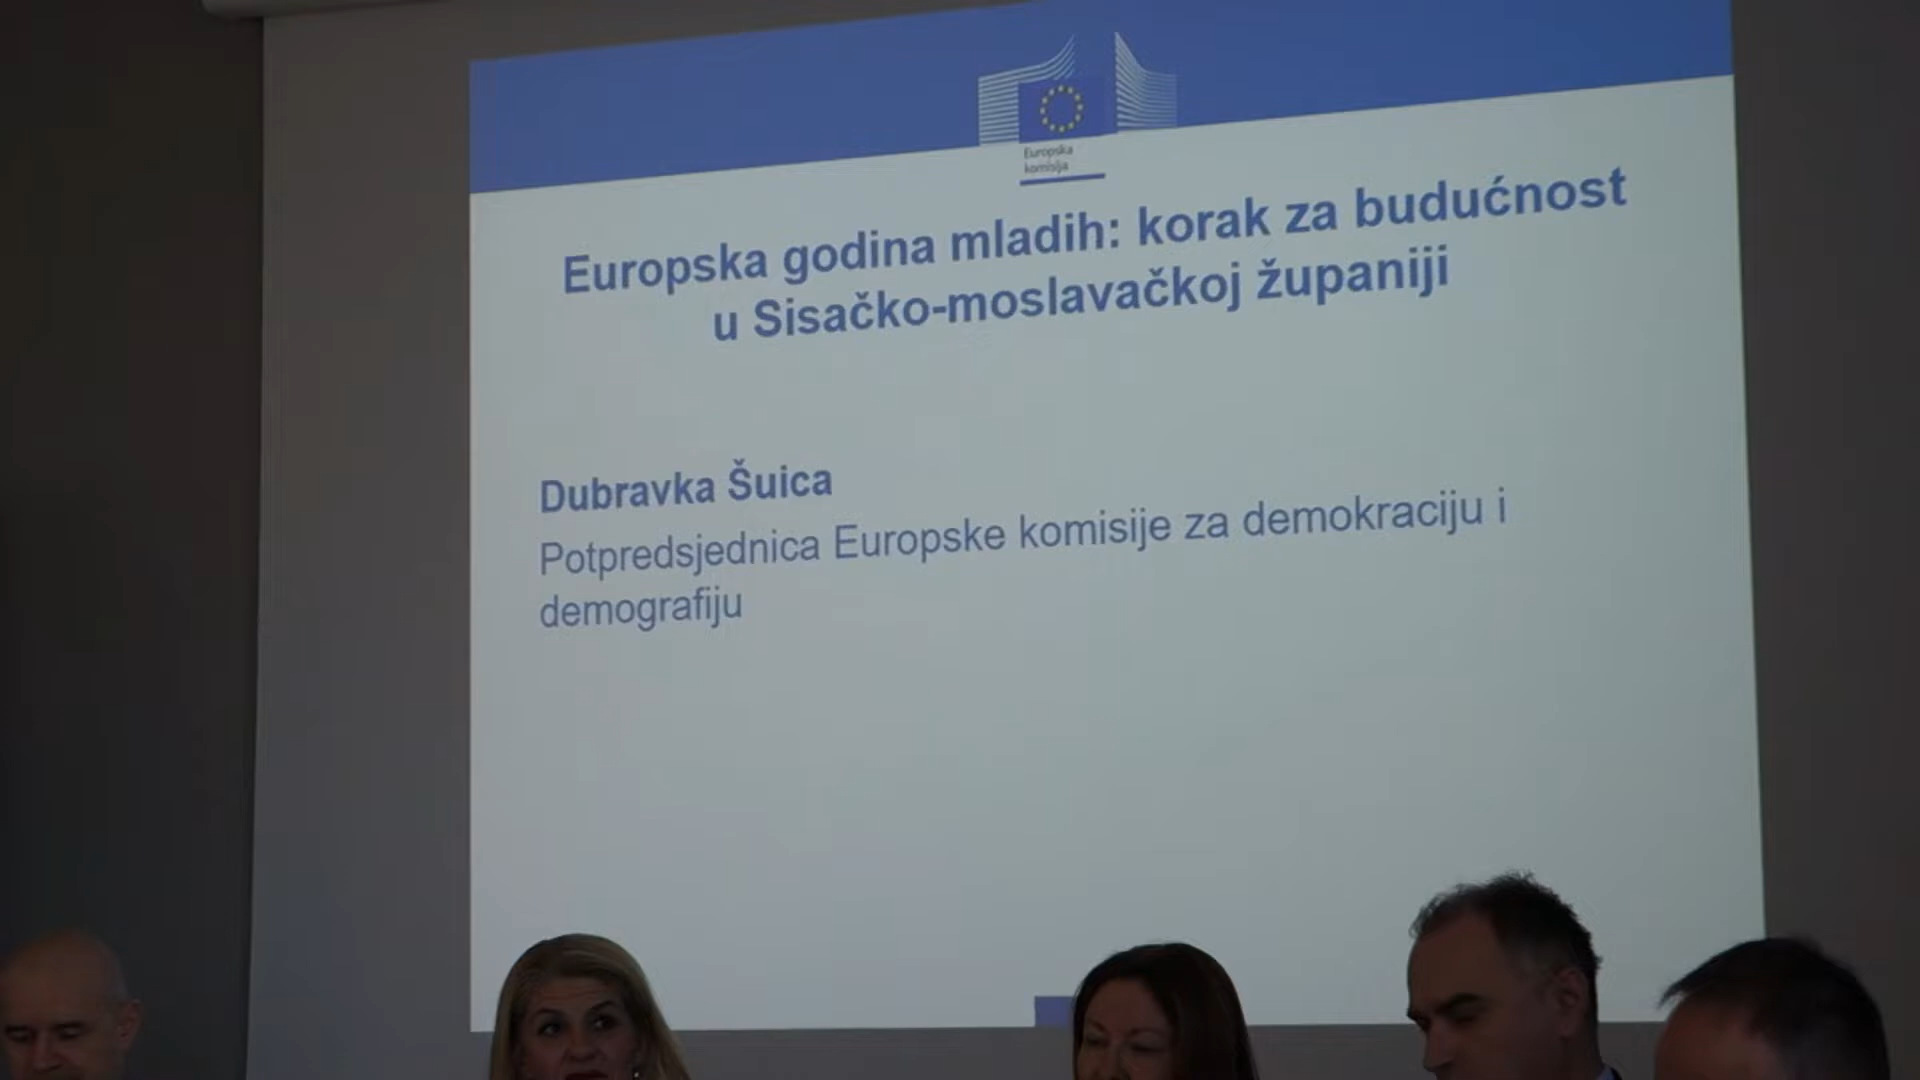 Europska
komisija
Europska godina mladih: korak za budućnost
u Sisačko-moslavačkoj županiji
Dubravka Šuica
Potpredsjednica Europske komisije za demokraciju i
demografiju